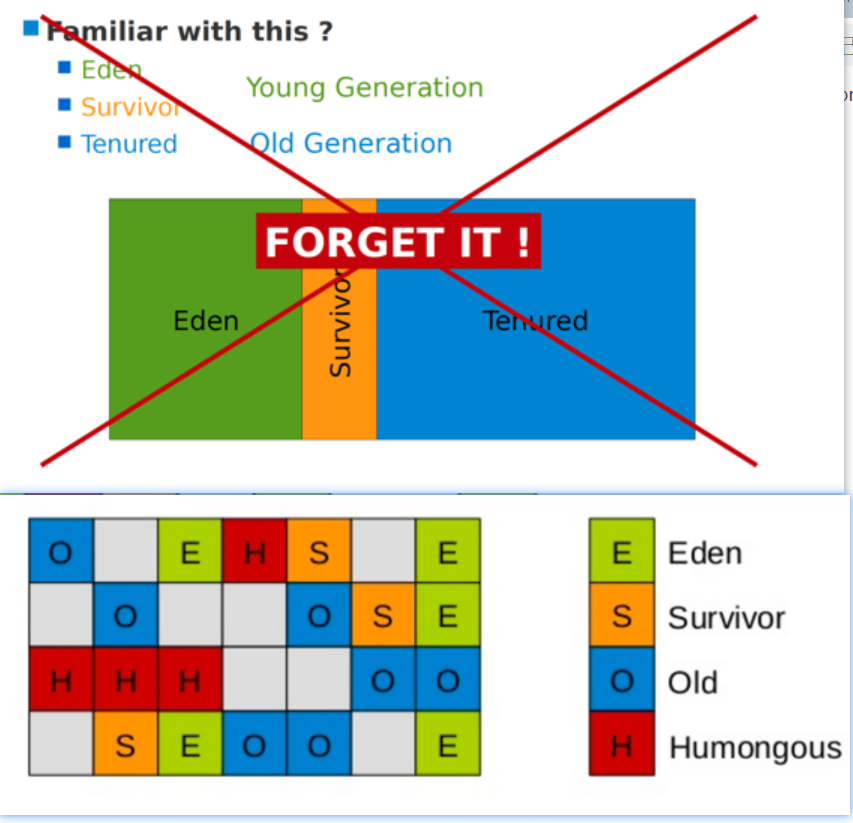 Familiar with this ?
Eden
Survivor
Tenured
Young Generation
Old Generation
FORGET IT !
Eden
Survivor
Tenured
O E H S E
O O S E
H H H O O
S E O O E
E Eden
S Survivor
O Old
H Humongous